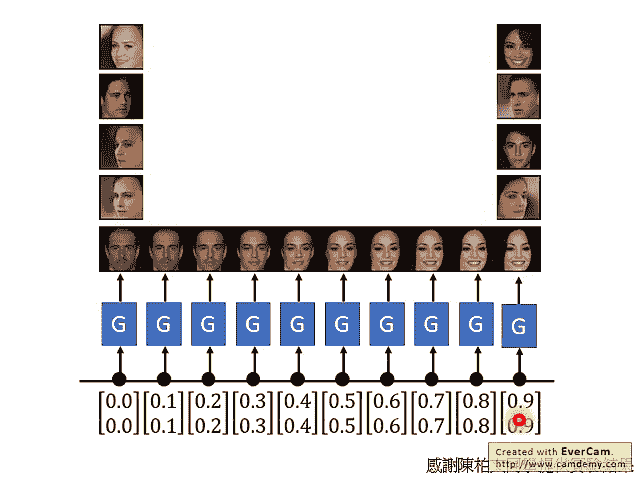 G G G G G G G G G G
[0.0 0.0] [0.1 0.1] [0.2 0.2] [0.3 0.3] [0.4 0.4] [0.5 0.5] [0.6 0.6] [0.7 0.7] [0.8 0.8] [0.9 0.9]
Created with EverCam.
http://www.camdemy.com
感謝陳柏